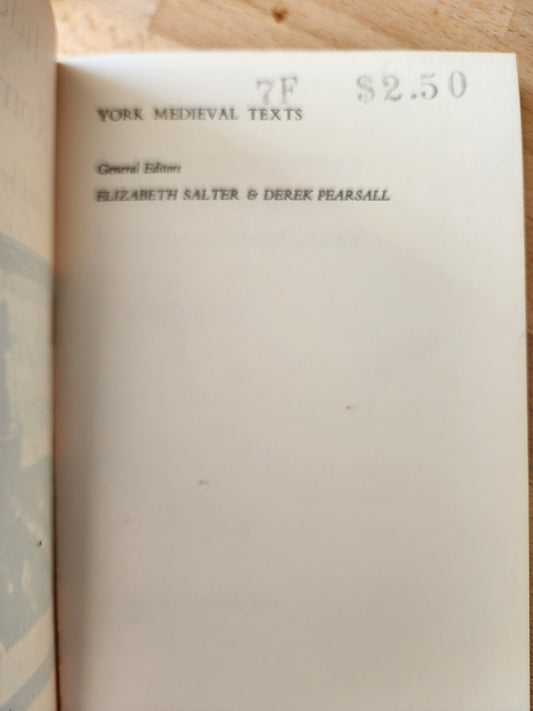 7F $2.50
YORK MEDIEVAL TEXTS
General Editors
ELIZABETH SALTER & DEREK PEARSALL